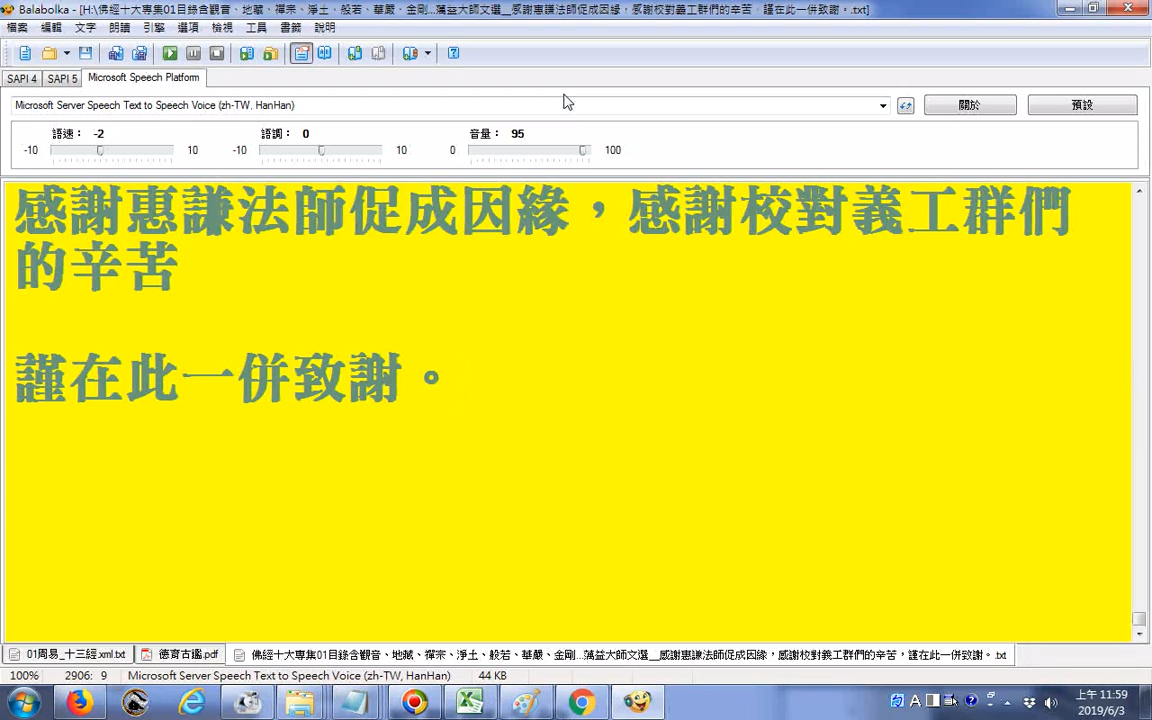 Balabolka - [H:\佛經十大專集01目錄含觀音、地藏、禪宗、淨土、般若、華嚴、金剛...蕅益大師文選__感謝惠謙法師促成因緣，感謝校對義工群們的辛苦，謹在此一併致謝。.txt]
檔案 編輯 文字 朗讀 引擎 選項 檢視 工具 書籤 說明
SAPI 4 SAPI 5 Microsoft Speech Platform
Microsoft Server Speech Text to Speech Voice (zh-TW, HanHan) 關於 預設
語速： -2 語調： 0 音量： 95
-10 10 -10 10 0 100
感謝惠謙法師促成因緣，感謝校對義工群們
的辛苦
謹在此一併致謝。
01周易_十三經.xml.txt 德育古鑑.pdf 佛經十大專集01目錄含觀音、地藏、禪宗、淨土、般若、華嚴、金剛...蕅益大師文選__感謝惠謙法師促成因緣，感謝校對義工群們的辛苦，謹在此一併致謝。.txt
100% 2906: 9 Microsoft Server Speech Text to Speech Voice (zh-TW, HanHan) 44 KB
上午 11:59
2019/6/3